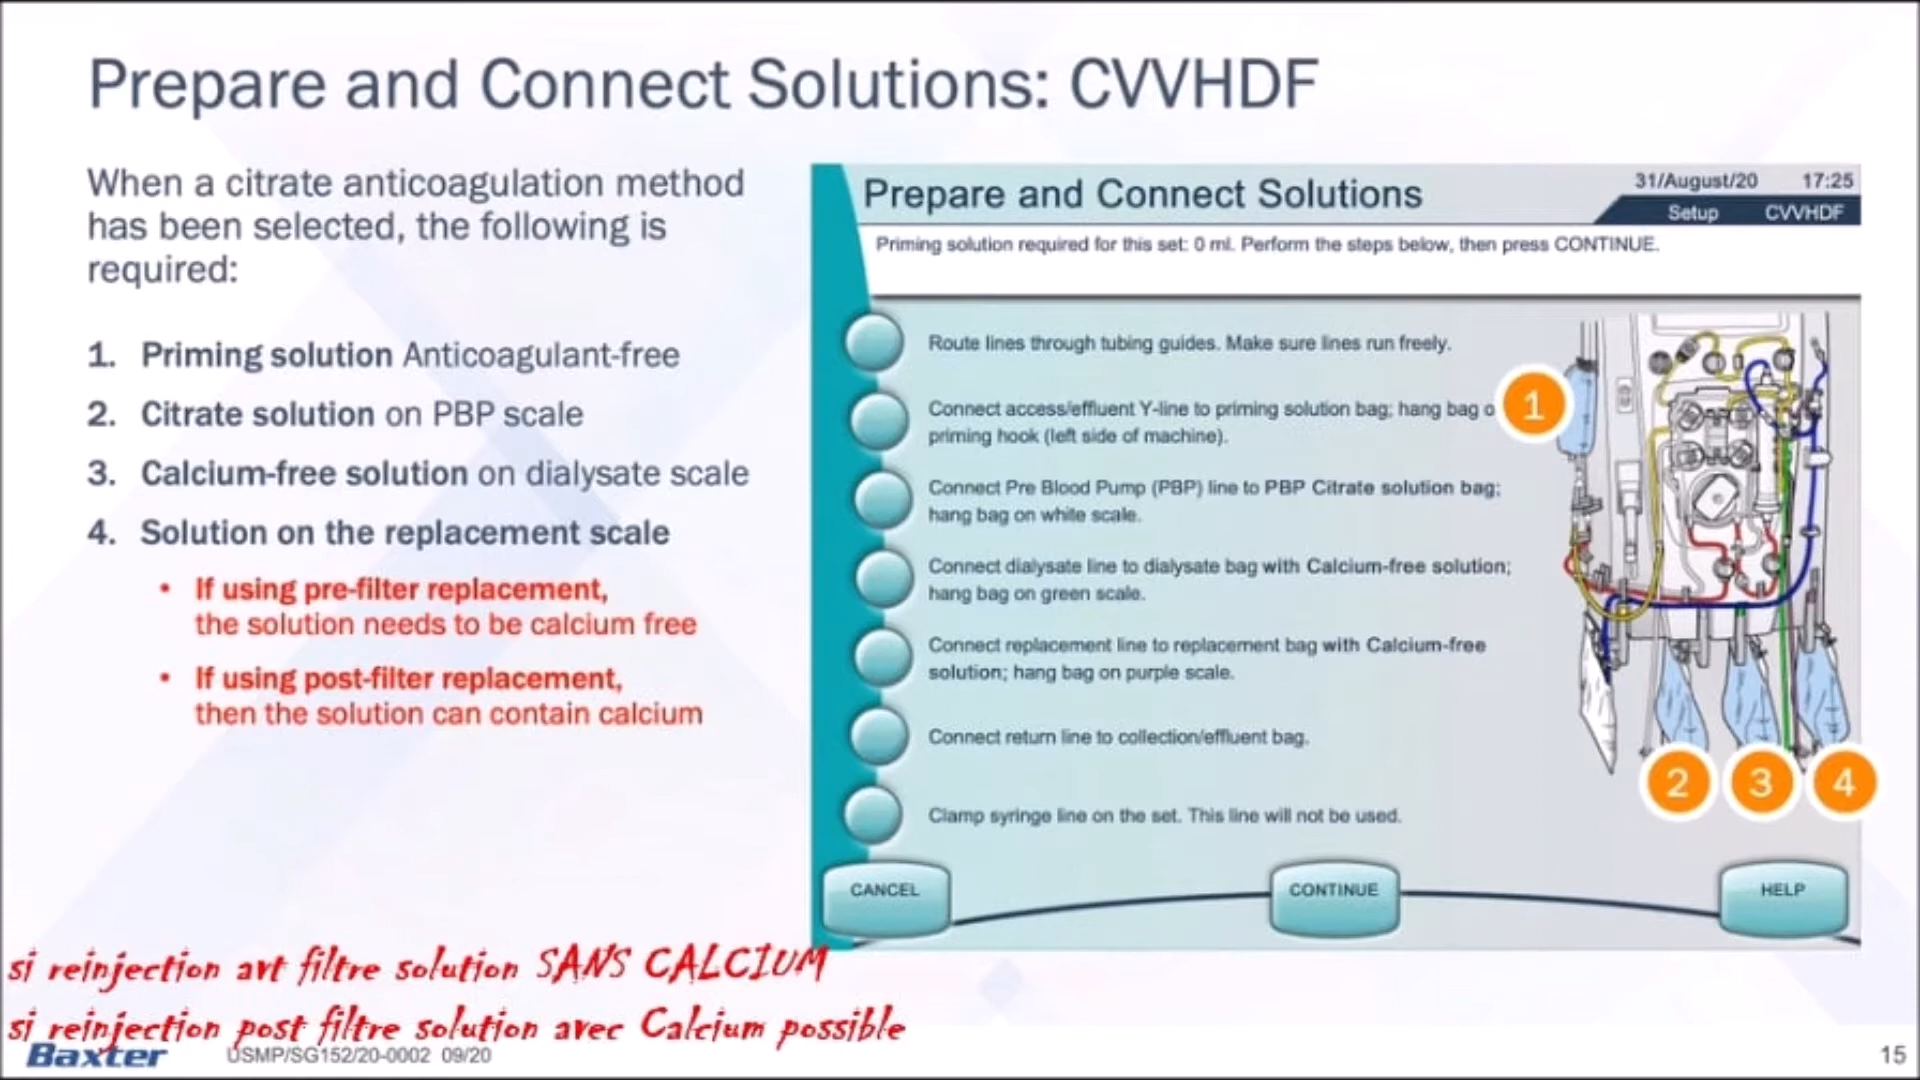 Prepare and Connect Solutions: CVVHDF
When a citrate anticoagulation method
has been selected, the following is
required:
1. Priming solution Anticoagulant-free
2. Citrate solution on PBP scale
3. Calcium-free solution on dialysate scale
4. Solution on the replacement scale
• If using pre-filter replacement,
the solution needs to be calcium free
• If using post-filter replacement,
then the solution can contain calcium
Prepare and Connect Solutions
31/August/20 17:25
Setup CVVHDF
Priming solution required for this set: 0 ml. Perform the steps below, then press CONTINUE.
Route lines through tubing guides. Make sure lines run freely.
Connect access/effluent Y-line to priming solution bag; hang bag o
priming hook (left side of machine).
Connect Pre Blood Pump (PBP) line to PBP Citrate solution bag;
hang bag on white scale.
Connect dialysate line to dialysate bag with Calcium-free solution;
hang bag on green scale.
Connect replacement line to replacement bag with Calcium-free
solution; hang bag on purple scale.
Connect return line to collection/effluent bag.
Clamp syringe line on the set. This line will not be used.
1
2 3 4
CANCEL CONTINUE HELP
si reinjection avt filtre solution SANS CALCIUM
si reinjection post filtre solution avec Calcium possible
Baxter USMP/SG152/20-0002 09/20 15